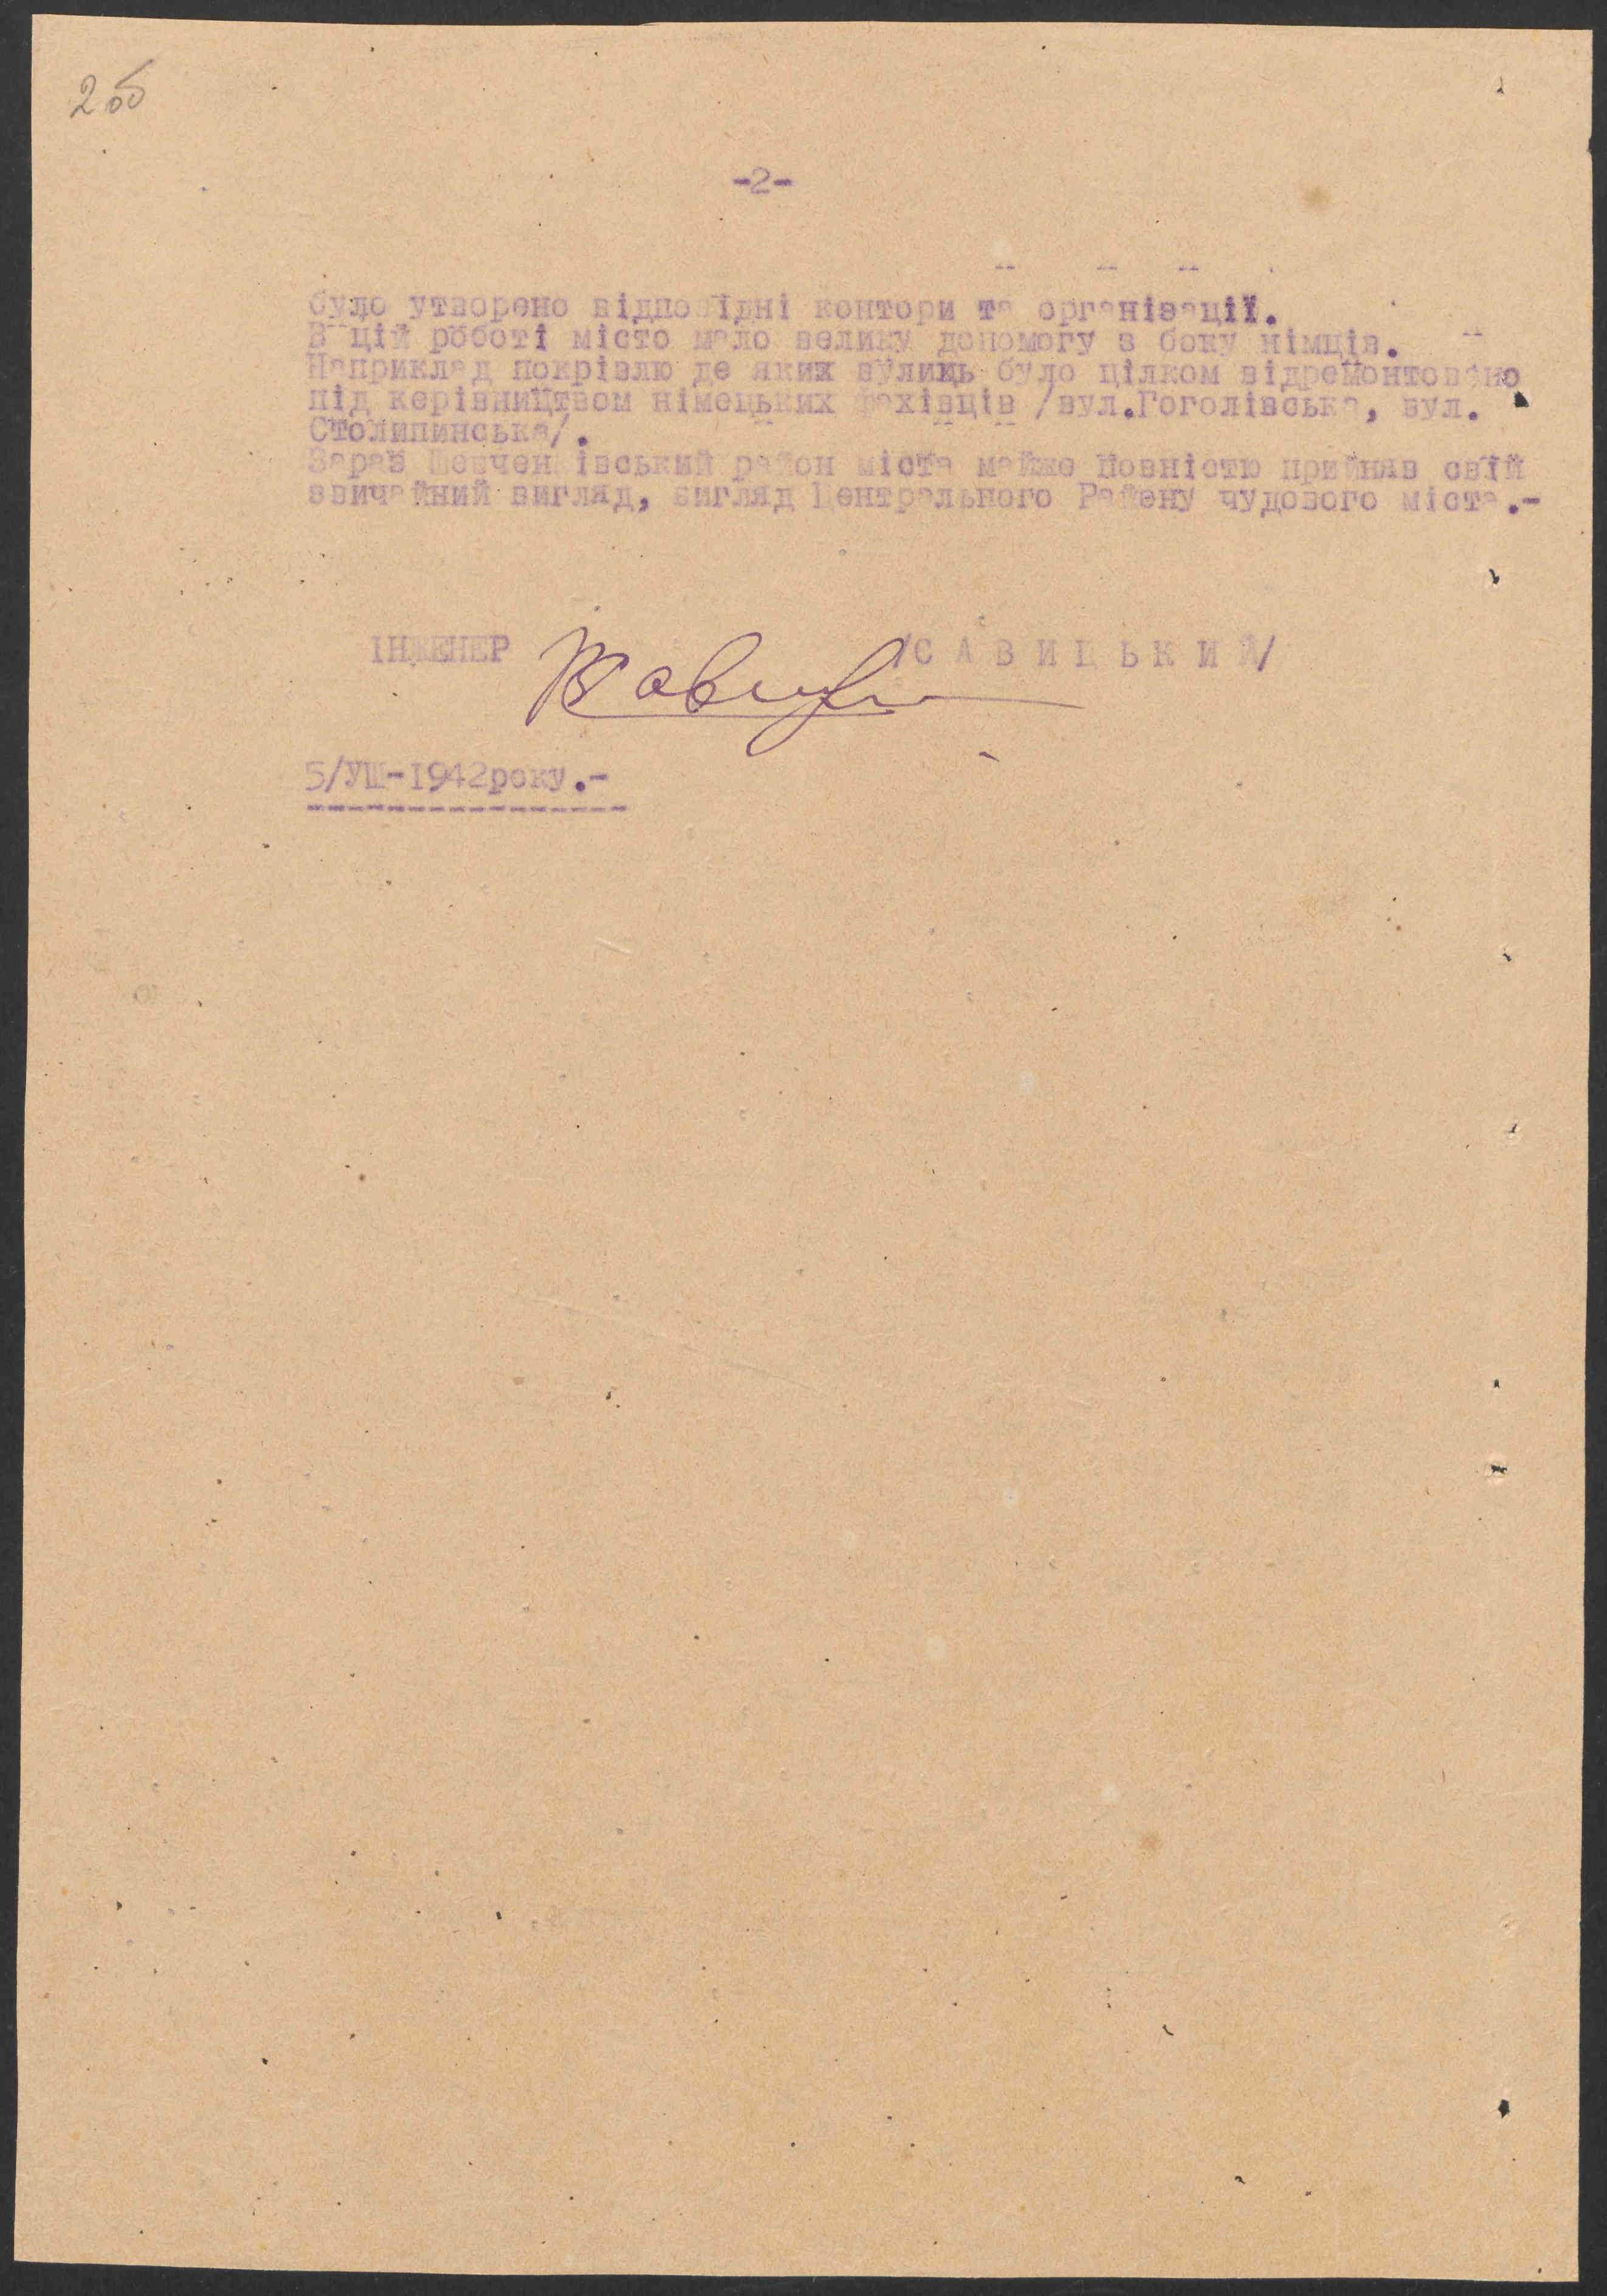 2об
-2-
було утворено відповідні контори та організації.
В цій роботі місто мало велику допомогу з боку німців.
Наприклад покрівлю де яких вулиць було цілком відремонтовано
під керівництвом німецьких фахівців /вул.Гоголівська, вул.
Столипинська/.
Зараз Шевченківський район міста майже повністю прийняв свій
звичайний вигляд, вигляд Центрального Району чудового міста.-
ІНЖЕНЕР /С А В И Ц Ь К И Й/
5/УШ-1942року.-